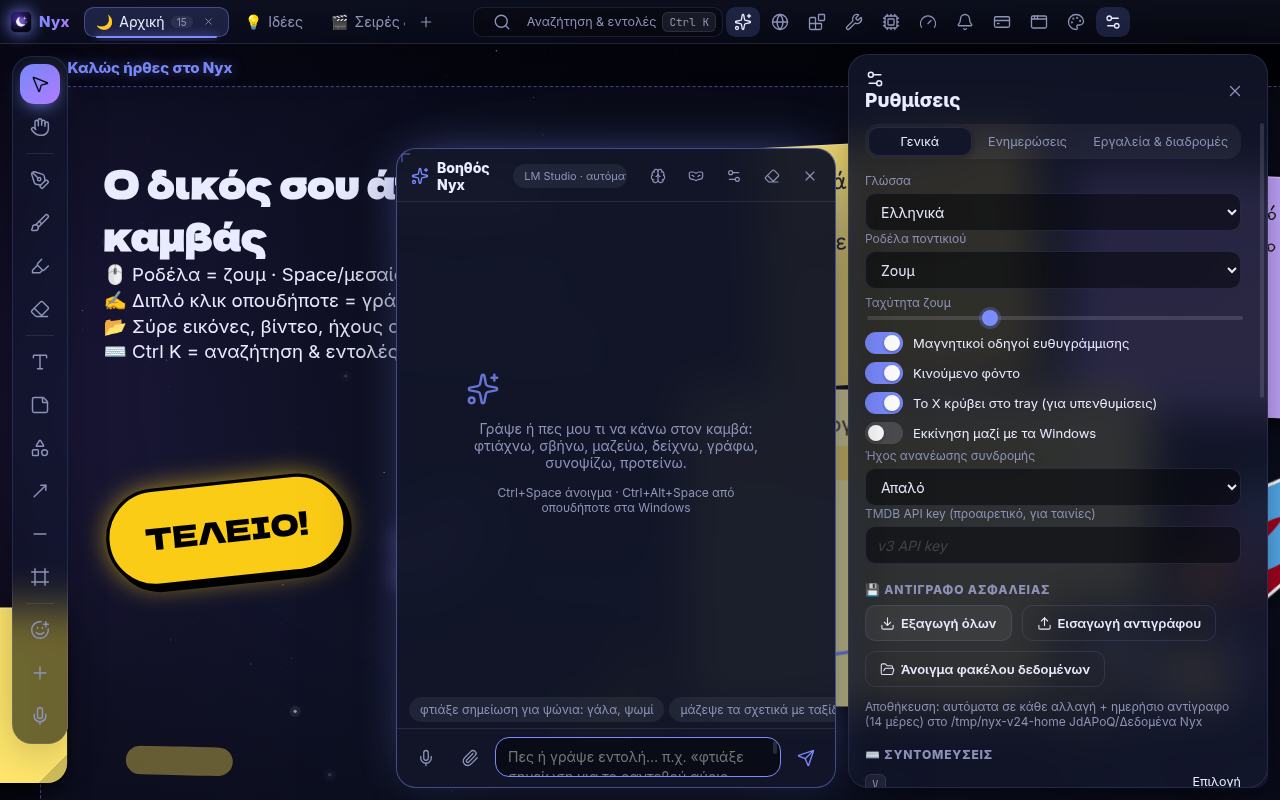 Nyx
🌙 Αρχική 15
💡 Ιδέες
🎬 Σειρές
Αναζήτηση & εντολές Ctrl K
Καλώς ήρθες στο Nyx
Ο δικός σου
καμβάς
🖱️ Ροδέλα = ζουμ · Space/μεσαίο
✍️ Διπλό κλικ οπουδήποτε = γρά
📂 Σύρε εικόνες, βίντεο, ήχους
⌨️ Ctrl K = αναζήτηση & εντολές
ΤΕΛΕΙΟ!
Βοηθός
Nyx
LM Studio · αυτόμα
Γράψε ή πες μου τι να κάνω στον καμβά:
φτιάχνω, σβήνω, μαζεύω, δείχνω, γράφω,
συνοψίζω, προτείνω.
Ctrl+Space άνοιγμα · Ctrl+Alt+Space από
οπουδήποτε στα Windows
φτιάξε σημείωση για ψώνια: γάλα, ψωμί
μάζεψε τα σχετικά με ταξίδ
Πες ή γράψε εντολή… π.χ. «φτιάξε
σημείωση για το ραντεβού αύριο
Ρυθμίσεις
Γενικά
Ενημερώσεις
Εργαλεία & διαδρομές
Γλώσσα
Ελληνικά
Ροδέλα ποντικιού
Ζουμ
Ταχύτητα ζουμ
Μαγνητικοί οδηγοί ευθυγράμμισης
Κινούμενο φόντο
Το X κρύβει στο tray (για υπενθυμίσεις)
Εκκίνηση μαζί με τα Windows
Ήχος ανανέωσης συνδρομής
Απαλό
TMDB API key (προαιρετικό, για ταινίες)
v3 API key
💾 ΑΝΤΙΓΡΑΦΟ ΑΣΦΑΛΕΙΑΣ
Εξαγωγή όλων
Εισαγωγή αντιγράφου
Άνοιγμα φακέλου δεδομένων
Αποθήκευση: αυτόματα σε κάθε αλλαγή + ημερήσιο αντίγραφο
(14 μέρες) στο /tmp/nyx-v24-home JdAPoQ/Δεδομένα Nyx
⌨️ ΣΥΝΤΟΜΕΥΣΕΙΣ
V
Επιλογή